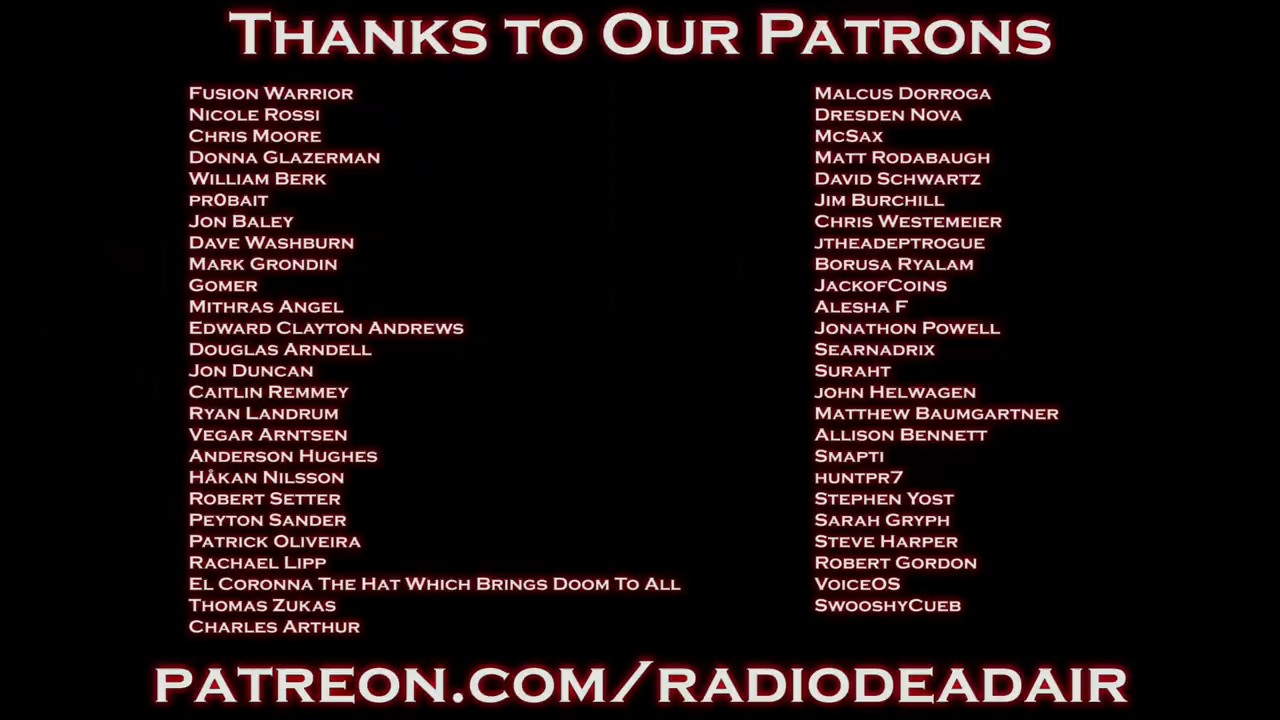 Thanks to Our Patrons
Fusion Warrior
Nicole Rossi
Chris Moore
Donna Glazerman
William Berk
pr0bait
Jon Baley
Dave Washburn
Mark Grondin
Gomer
Mithras Angel
Edward Clayton Andrews
Douglas Arndell
Jon Duncan
Caitlin Remmey
Ryan Landrum
Vegar Arntsen
Anderson Hughes
Håkan Nilsson
Robert Setter
Peyton Sander
Patrick Oliveira
Rachael Lipp
El Coronna The Hat Which Brings Doom To All
Thomas Zukas
Charles Arthur
Malcus Dorroga
Dresden Nova
McSax
Matt Rodabaugh
David Schwartz
Jim Burchill
Chris Westemeier
jtheadeptrogue
Borusa Ryalam
JackofCoins
Alesha F
Jonathon Powell
Searnadrix
Suraht
john Helwagen
Matthew Baumgartner
Allison Bennett
Smapti
huntpr7
Stephen Yost
Sarah Gryph
Steve Harper
Robert Gordon
VoiceOS
SwooshyCueb
patreon.com/radiodeadair